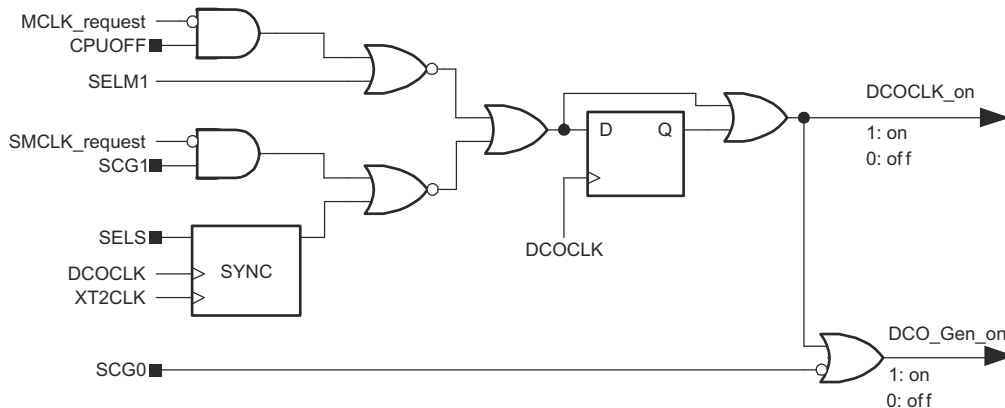 MCLK_request
CPUOFF
SELM1
SMCLK_request
SCG1
SELS
DCOCLK
XT2CLK
SYNC
D Q
DCOCLK
DCOCLK_on
1: on
0: off
SCG0
DCO_Gen_on
1: on
0: off